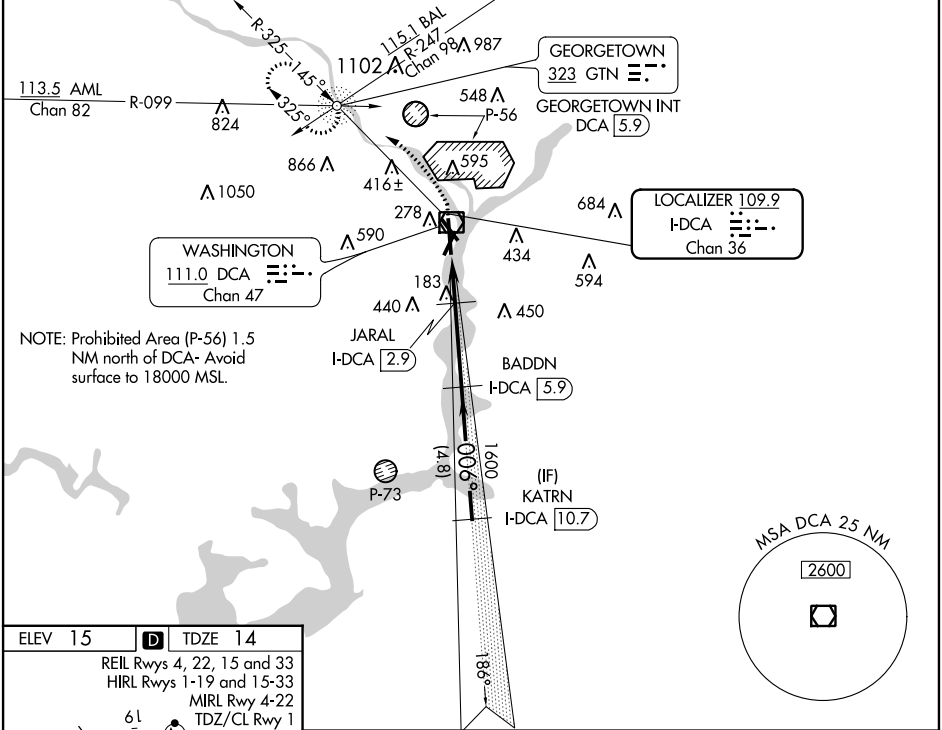 R-325
145°
325°
115.1 BAL
R-247
Chan 98
987
1102
GEORGETOWN
323 GTN
GEORGETOWN INT
DCA 5.9
113.5 AML
Chan 82
R-099
824
548
P-56
866
416±
595
1050
278
684
LOCALIZER 109.9
I-DCA
Chan 36
590
434
594
WASHINGTON
111.0 DCA
Chan 47
183
440
450
NOTE: Prohibited Area (P-56) 1.5
NM north of DCA- Avoid
surface to 18000 MSL.
JARAL
I-DCA 2.9
BADDN
I-DCA 5.9
1600
006°
(4.8)
P-73
(IF)
KATRN
I-DCA 10.7
MSA DCA 25 NM
2600
186°
ELEV 15
D
TDZE 14
REIL Rwys 4, 22, 15 and 33
HIRL Rwys 1-19 and 15-33
MIRL Rwy 4-22
TDZ/CL Rwy 1
19